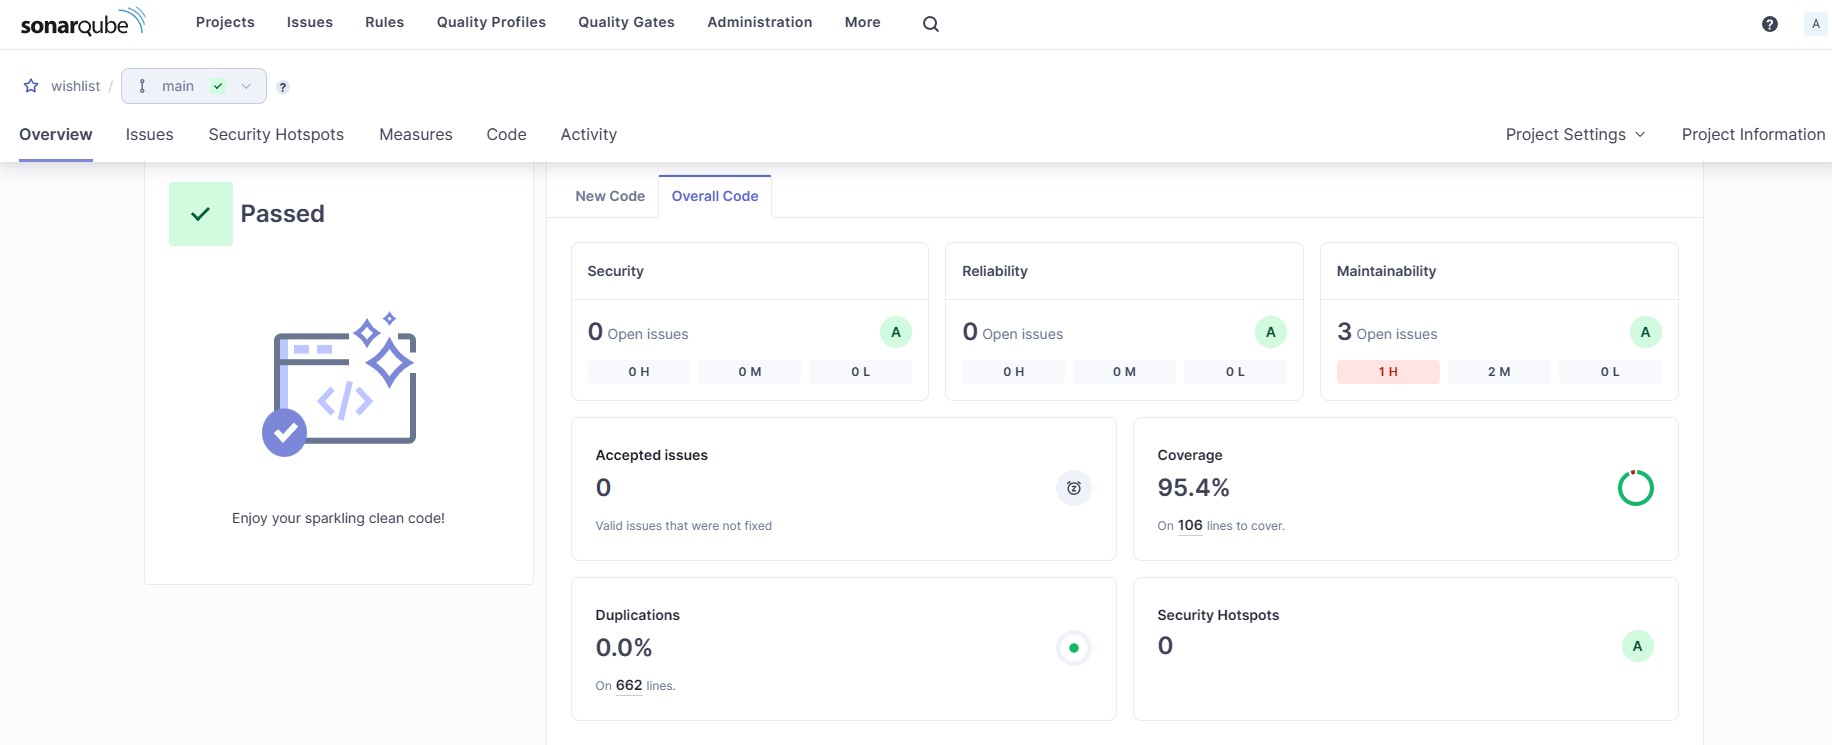 sonarqube
Projects Issues Rules Quality Profiles Quality Gates Administration More
? A
wishlist / main ?
Overview Issues Security Hotspots Measures Code Activity Project Settings Project Information
Passed
</>
Enjoy your sparkling clean code!
New Code Overall Code
Security
0 Open issues A
0 H 0 M 0 L
Reliability
0 Open issues A
0 H 0 M 0 L
Maintainability
3 Open issues A
1 H 2 M 0 L
Accepted issues
0
Valid issues that were not fixed
Coverage
95.4%
On 106 lines to cover.
Duplications
0.0%
On 662 lines.
Security Hotspots
0 A